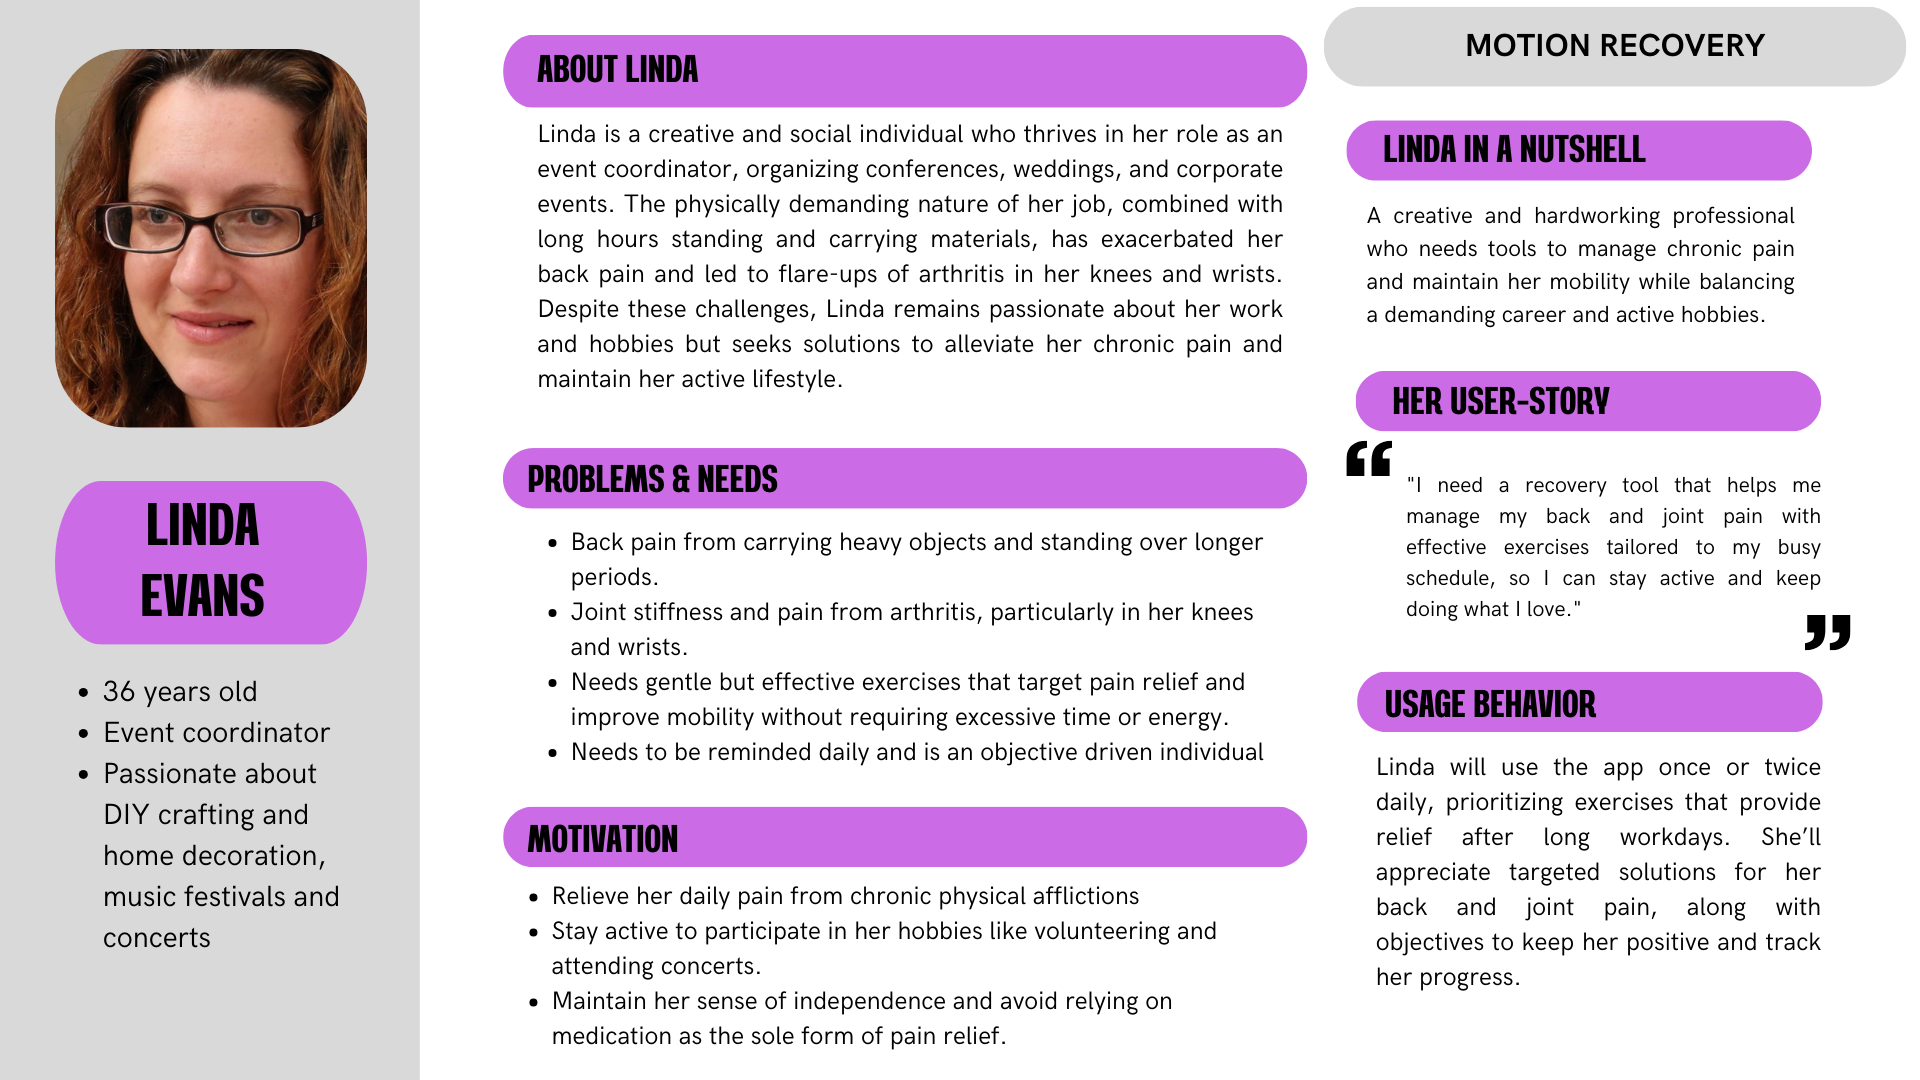 LINDA
EVANS
• 36 years old
• Event coordinator
• Passionate about
DIY crafting and
home decoration,
music festivals and
concerts
ABOUT LINDA
Linda is a creative and social individual who thrives in her role as an
event coordinator, organizing conferences, weddings, and corporate
events. The physically demanding nature of her job, combined with
long hours standing and carrying materials, has exacerbated her
back pain and led to flare-ups of arthritis in her knees and wrists.
Despite these challenges, Linda remains passionate about her work
and hobbies but seeks solutions to alleviate her chronic pain and
maintain her active lifestyle.
PROBLEMS & NEEDS
• Back pain from carrying heavy objects and standing over longer
periods.
• Joint stiffness and pain from arthritis, particularly in her knees
and wrists.
• Needs gentle but effective exercises that target pain relief and
improve mobility without requiring excessive time or energy.
• Needs to be reminded daily and is an objective driven individual
MOTIVATION
• Relieve her daily pain from chronic physical afflictions
• Stay active to participate in her hobbies like volunteering and
attending concerts.
• Maintain her sense of independence and avoid relying on
medication as the sole form of pain relief.
MOTION RECOVERY
LINDA IN A NUTSHELL
A creative and hardworking professional
who needs tools to manage chronic pain
and maintain her mobility while balancing
a demanding career and active hobbies.
HER USER-STORY
“
"I need a recovery tool that helps me
manage my back and joint pain with
effective exercises tailored to my busy
schedule, so I can stay active and keep
doing what I love."
”
USAGE BEHAVIOR
Linda will use the app once or twice
daily, prioritizing exercises that provide
relief after long workdays. She’ll
appreciate targeted solutions for her
back and joint pain, along with
objectives to keep her positive and track
her progress.